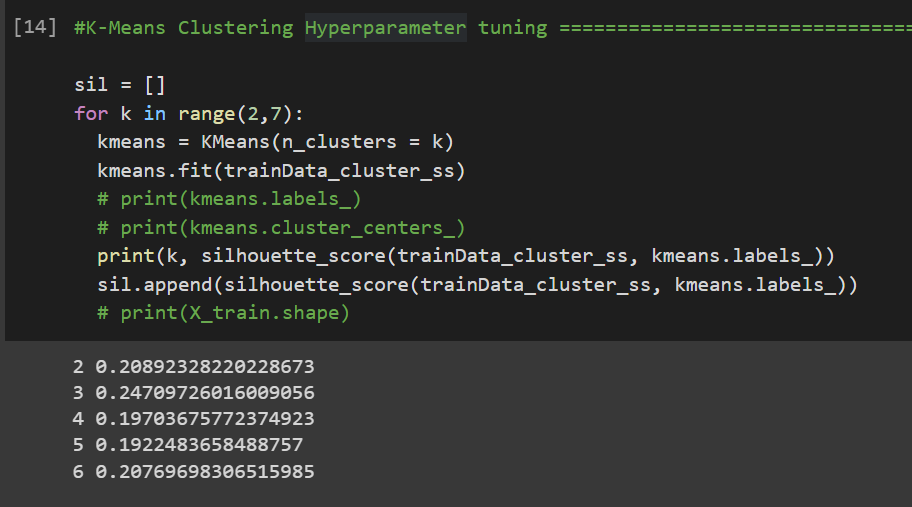 [14] #K-Means Clustering Hyperparameter tuning ===============================
sil = []
for k in range(2,7):
  kmeans = KMeans(n_clusters = k)
  kmeans.fit(trainData_cluster_ss)
  # print(kmeans.labels_)
  # print(kmeans.cluster_centers_)
  print(k, silhouette_score(trainData_cluster_ss, kmeans.labels_))
  sil.append(silhouette_score(trainData_cluster_ss, kmeans.labels_))
  # print(X_train.shape)
2 0.20892328220228673
3 0.24709726016009056
4 0.19703675772374923
5 0.1922483658488757
6 0.20769698306515985